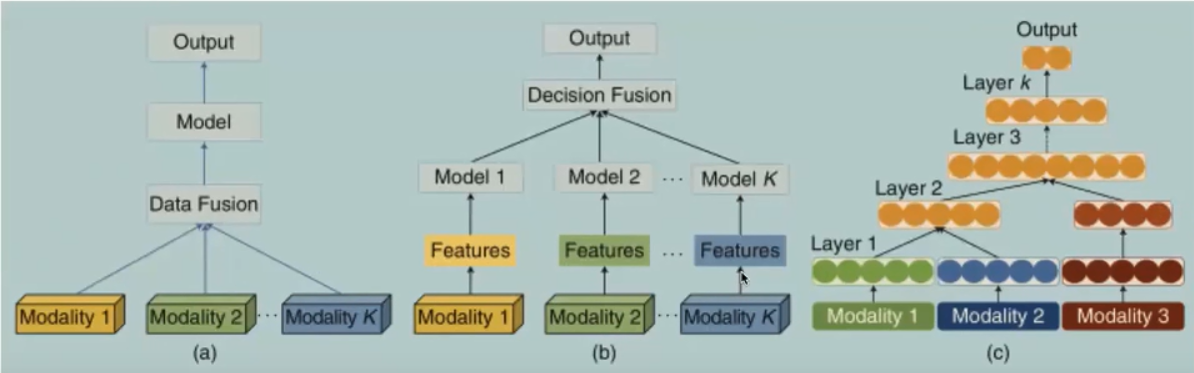 Output
Model
Data Fusion
Modality 1
Modality 2
...
Modality K
(a)
Output
Decision Fusion
Model 1
Model 2
...
Model K
Features
Features
...
Features
Modality 1
Modality 2
...
Modality K
(b)
Output
Layer k
Layer 3
Layer 2
Layer 1
Modality 1
Modality 2
Modality 3
(c)